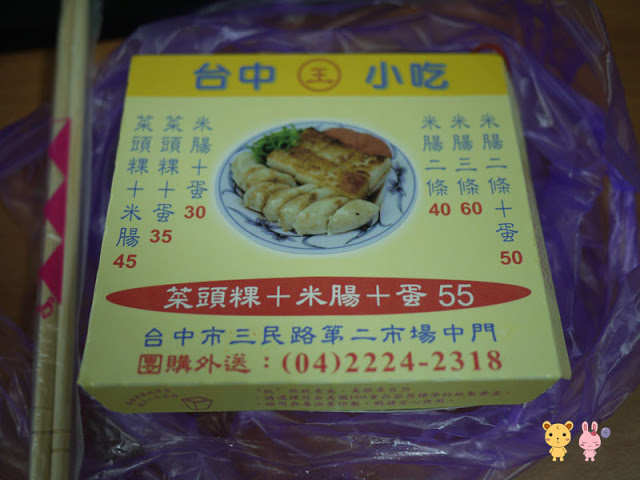 台中 王 小吃
米腸二條十蛋 50
米腸三條 60
米腸二條 40
米腸十蛋 30
菜頭粿十蛋 35
菜頭粿十米腸 45
菜頭粿十米腸十蛋 55
台中市三民路第二市場中門
團購外送：(04)2224-2318